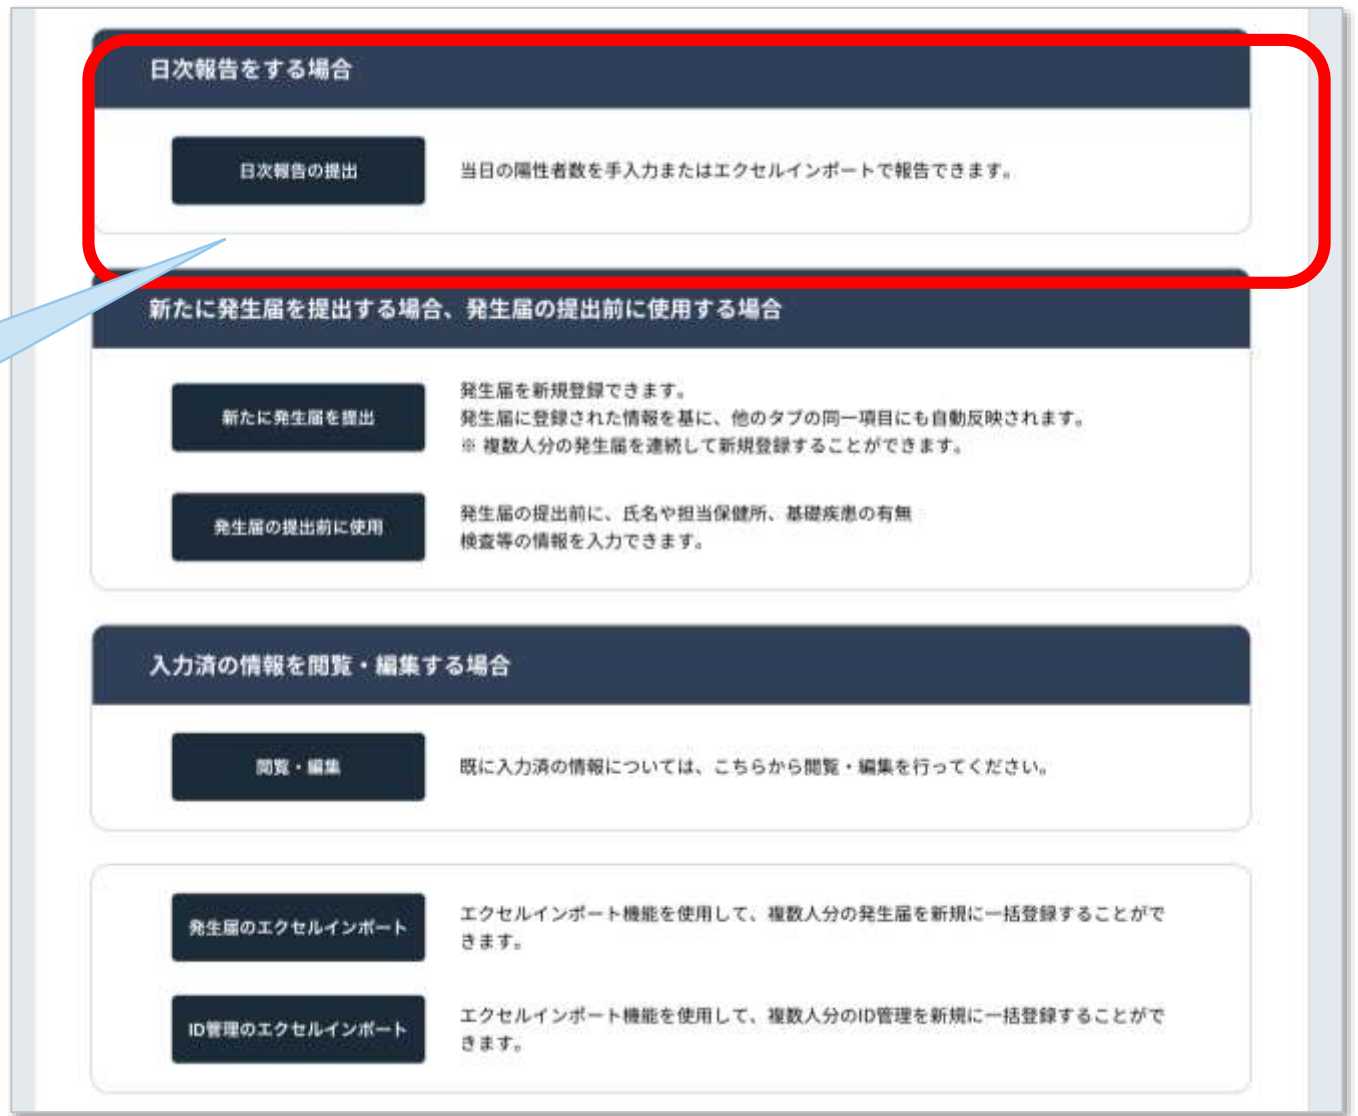 日次報告をする場合
日次報告の提出
当日の陽性者数を手入力またはエクセルインポートで報告できます。
新たに発生届を提出する場合、発生届の提出前に使用する場合
新たに発生届を提出
発生届を新規登録できます。
発生届に登録された情報を基に、他のタブの同一項目にも自動反映されます。
※ 複数人分の発生届を連続して新規登録することができます。
発生届の提出前に使用
発生届の提出前に、氏名や担当保健所、基礎疾患の有無
検査等の情報を入力できます。
入力済の情報を閲覧・編集する場合
閲覧・編集
既に入力済の情報については、こちらから閲覧・編集を行ってください。
発生届のエクセルインポート
エクセルインポート機能を使用して、複数人分の発生届を新規に一括登録することがで
きます。
ID管理のエクセルインポート
エクセルインポート機能を使用して、複数人分のID管理を新規に一括登録することがで
きます。